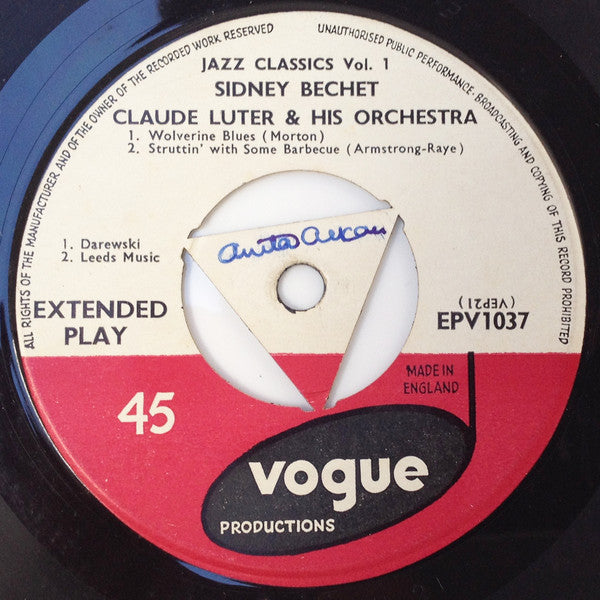 ALL RIGHTS OF THE MANUFACTURER AND OF THE OWNER OF THE RECORDED WORK RESERVED
UNAUTHORISED PUBLIC PERFORMANCE, BROADCASTING AND COPYING OF THIS RECORD PROHIBITED
JAZZ CLASSICS Vol. 1
SIDNEY BECHET
CLAUDE LUTER & HIS ORCHESTRA
1. Wolverine Blues (Morton)
2. Struttin' with Some Barbecue (Armstrong-Raye)
1. Darewski
2. Leeds Music
EXTENDED
PLAY
(VEP21)
EPV1037
MADE IN
ENGLAND
45
vogue
PRODUCTIONS